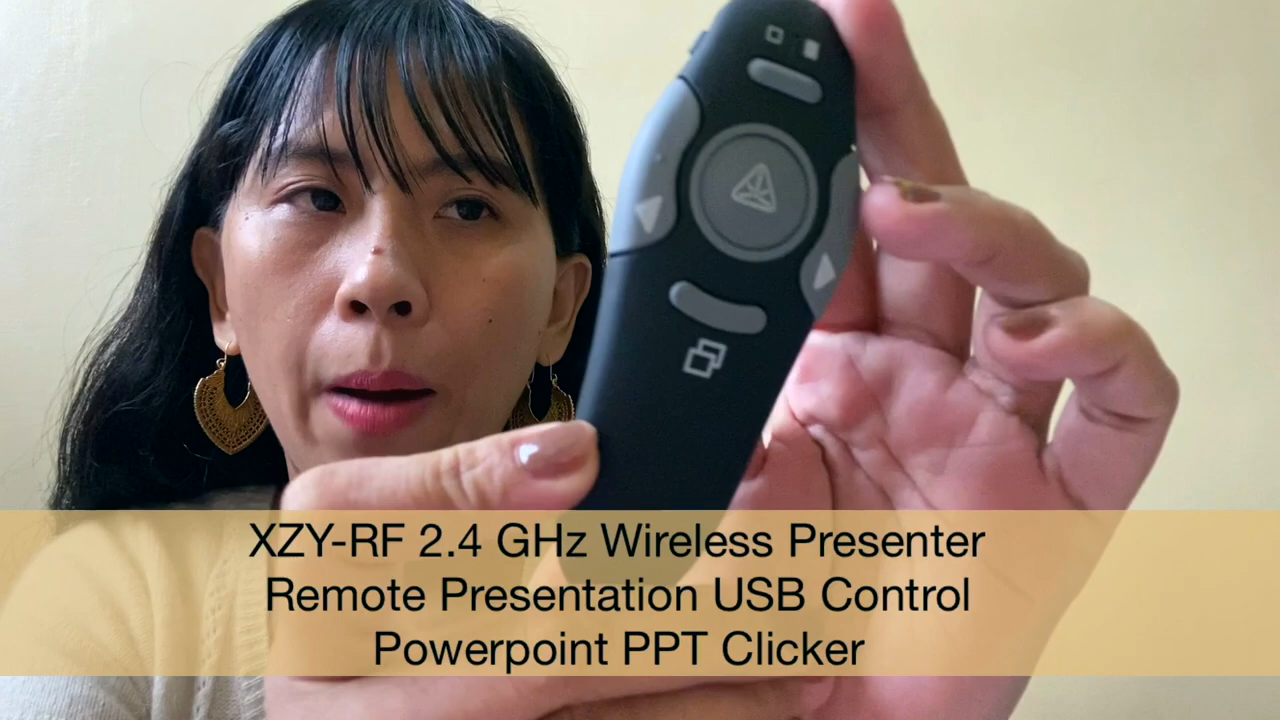 XZY-RF 2.4 GHz Wireless Presenter
Remote Presentation USB Control
Powerpoint PPT Clicker